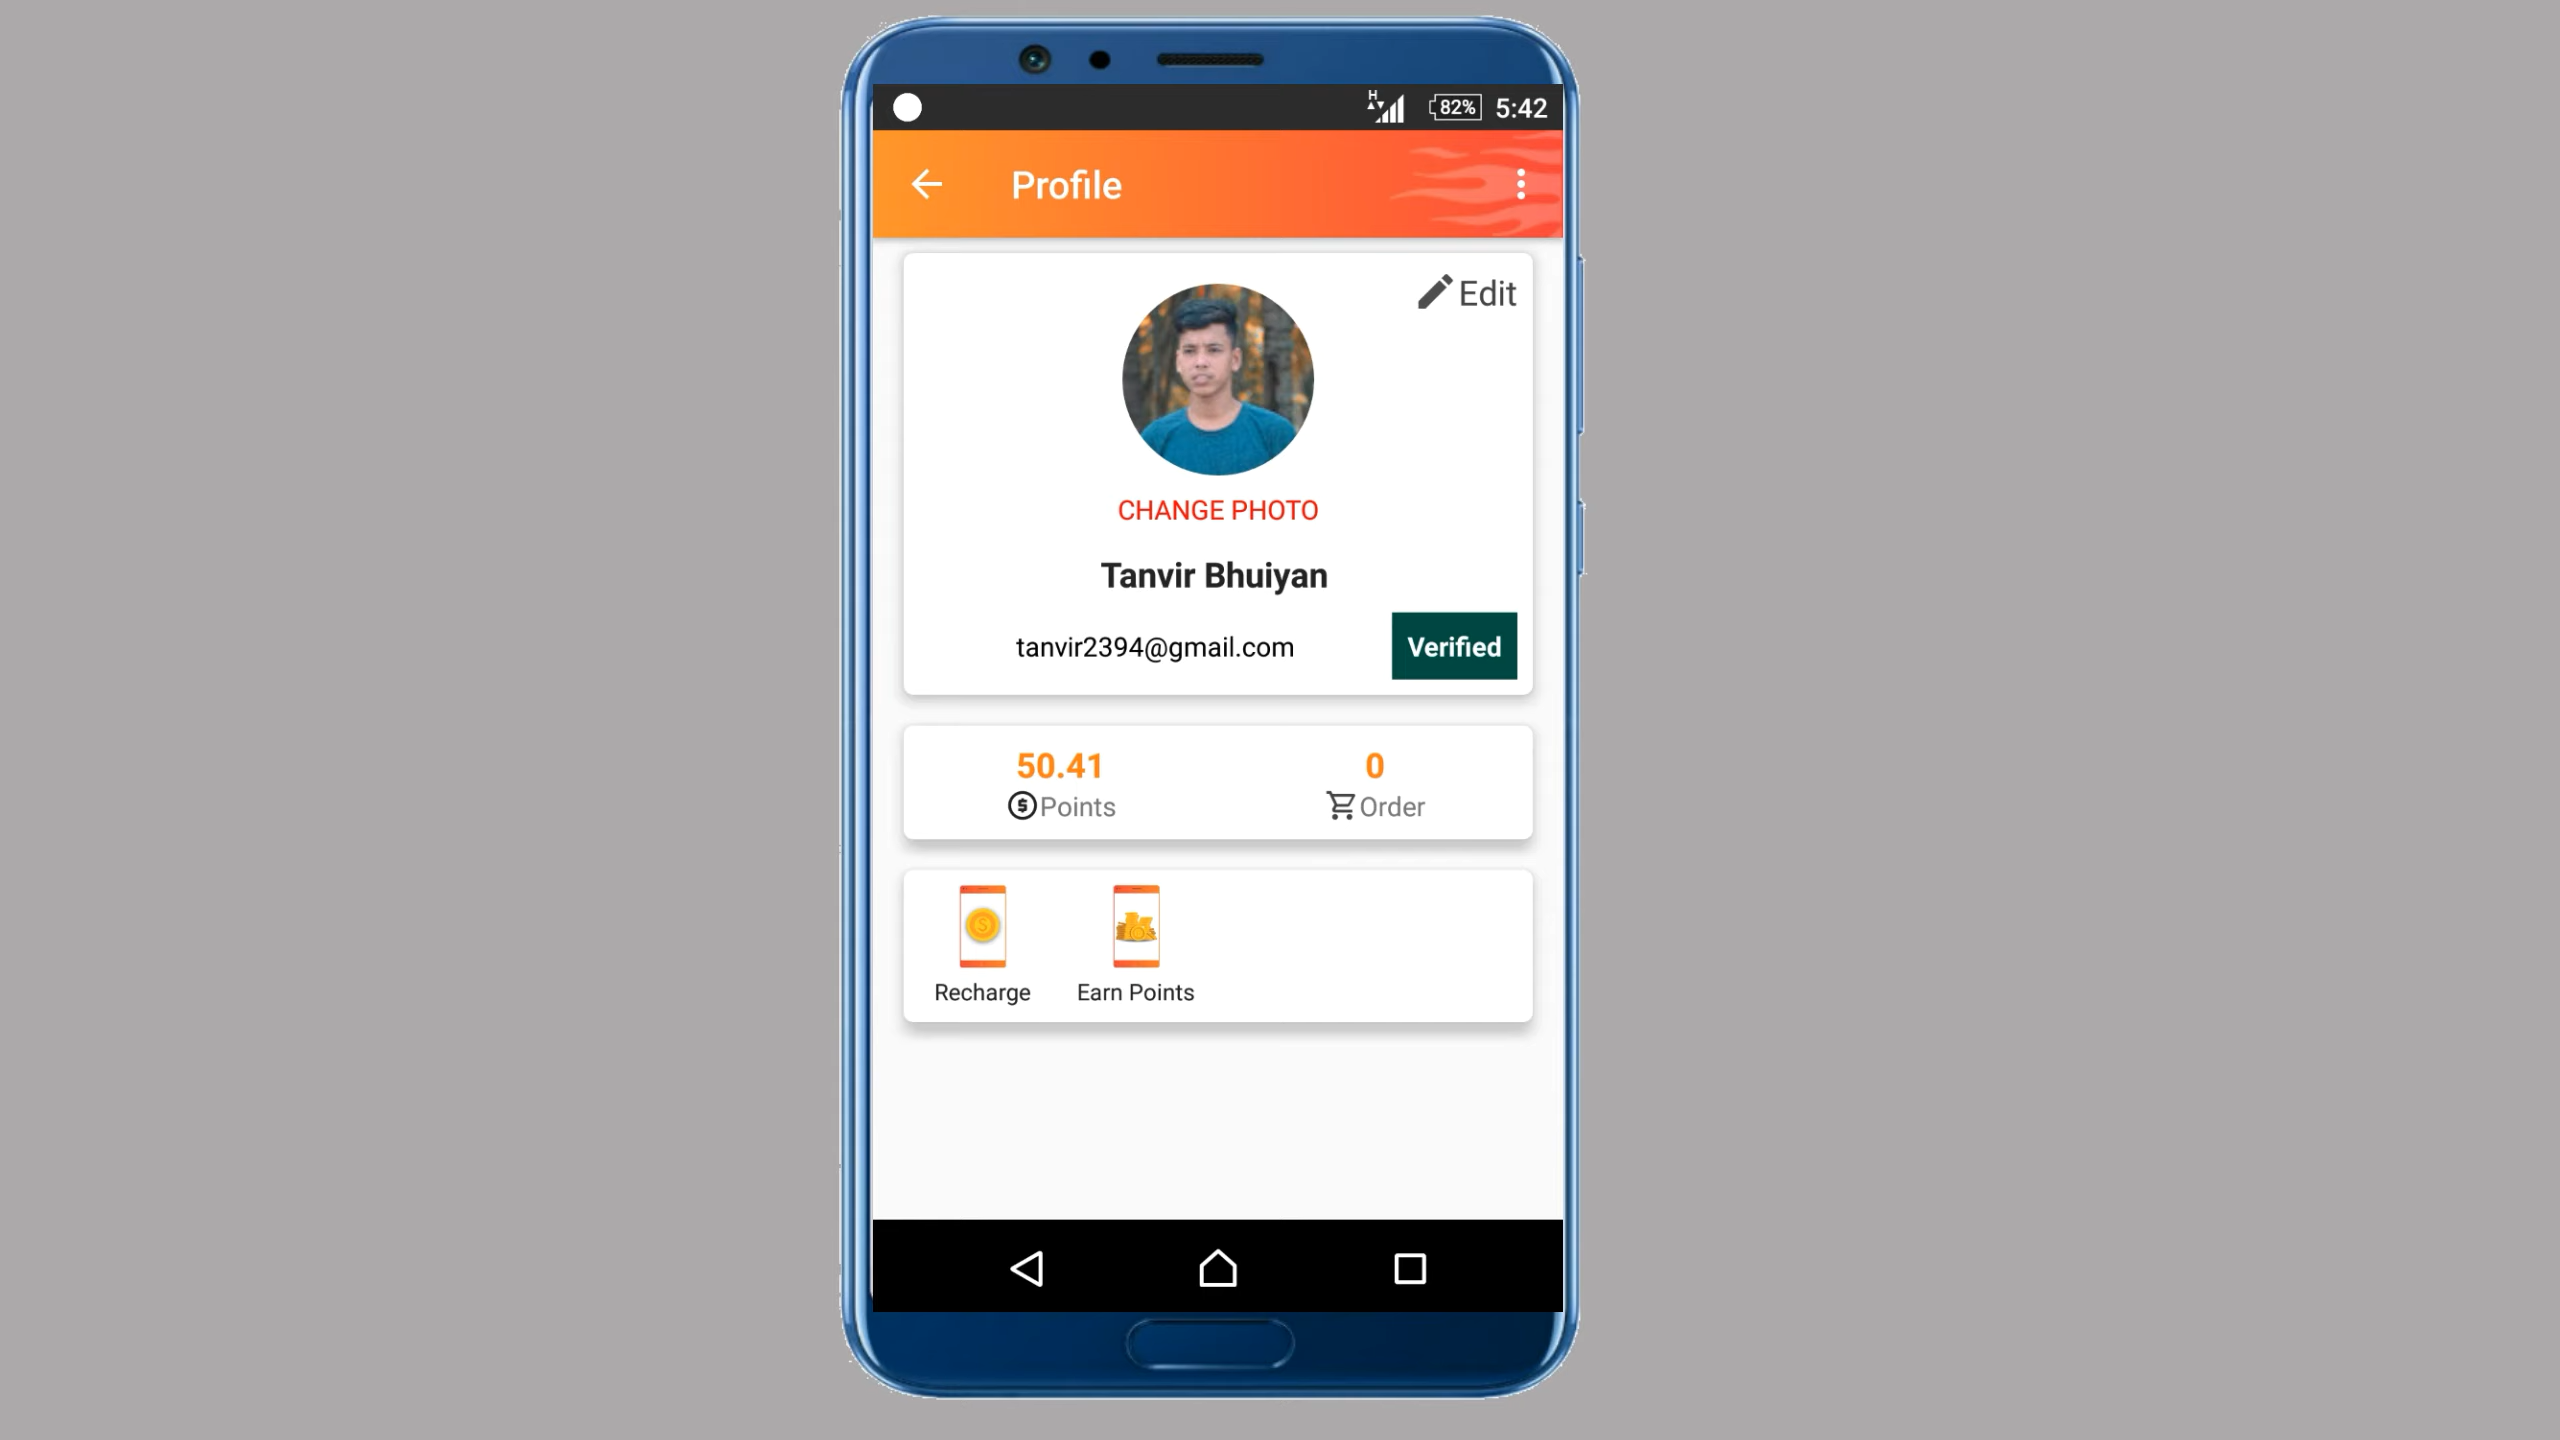 H
82% 5:42
Profile
Edit
CHANGE PHOTO
Tanvir Bhuiyan
tanvir2394@gmail.com Verified
50.41 0
Points Order
Recharge Earn Points